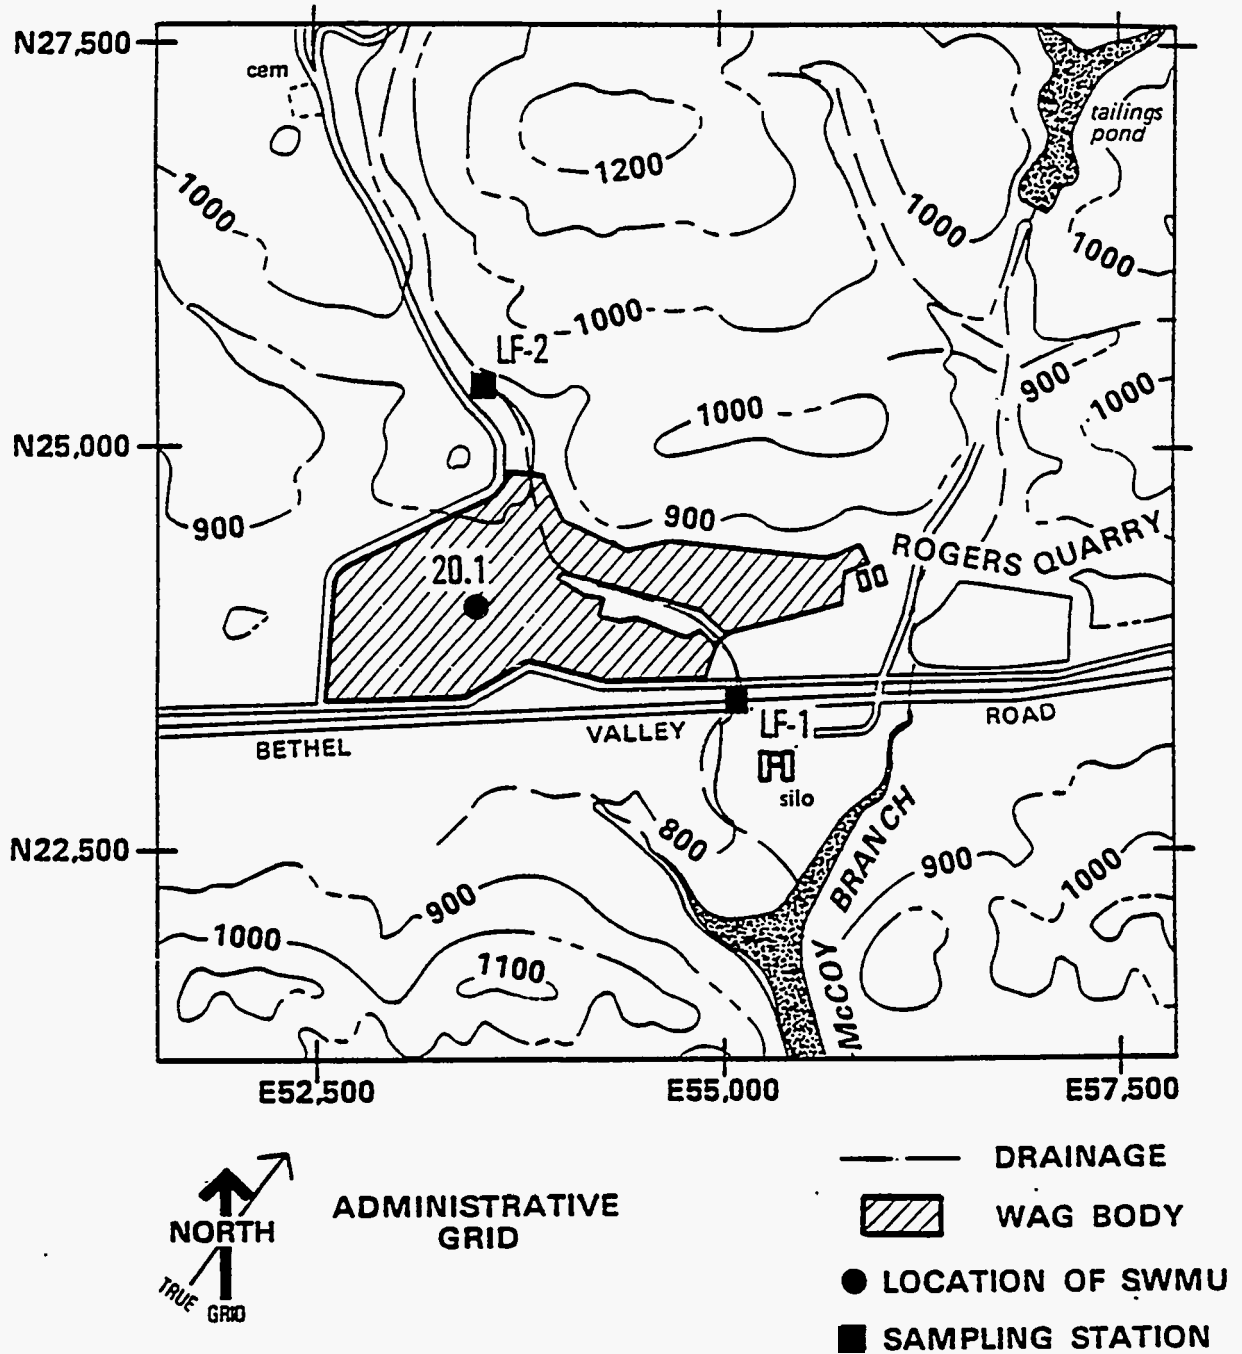 N27,500
cem
tailings
pond
1200
1000
1000
1000
1000
LF-2
900
1000
1000
N25,000
900
900
ROGERS QUARRY
20.1
BETHEL
VALLEY
ROAD
LF-1
silo
800
N22,500
McCOY BRANCH
900
900
1000
1000
1100
E52,500
E55,000
E57,500
NORTH
TRUE
GRID
ADMINISTRATIVE
GRID
DRAINAGE
WAG BODY
LOCATION OF SWMU
SAMPLING STATION